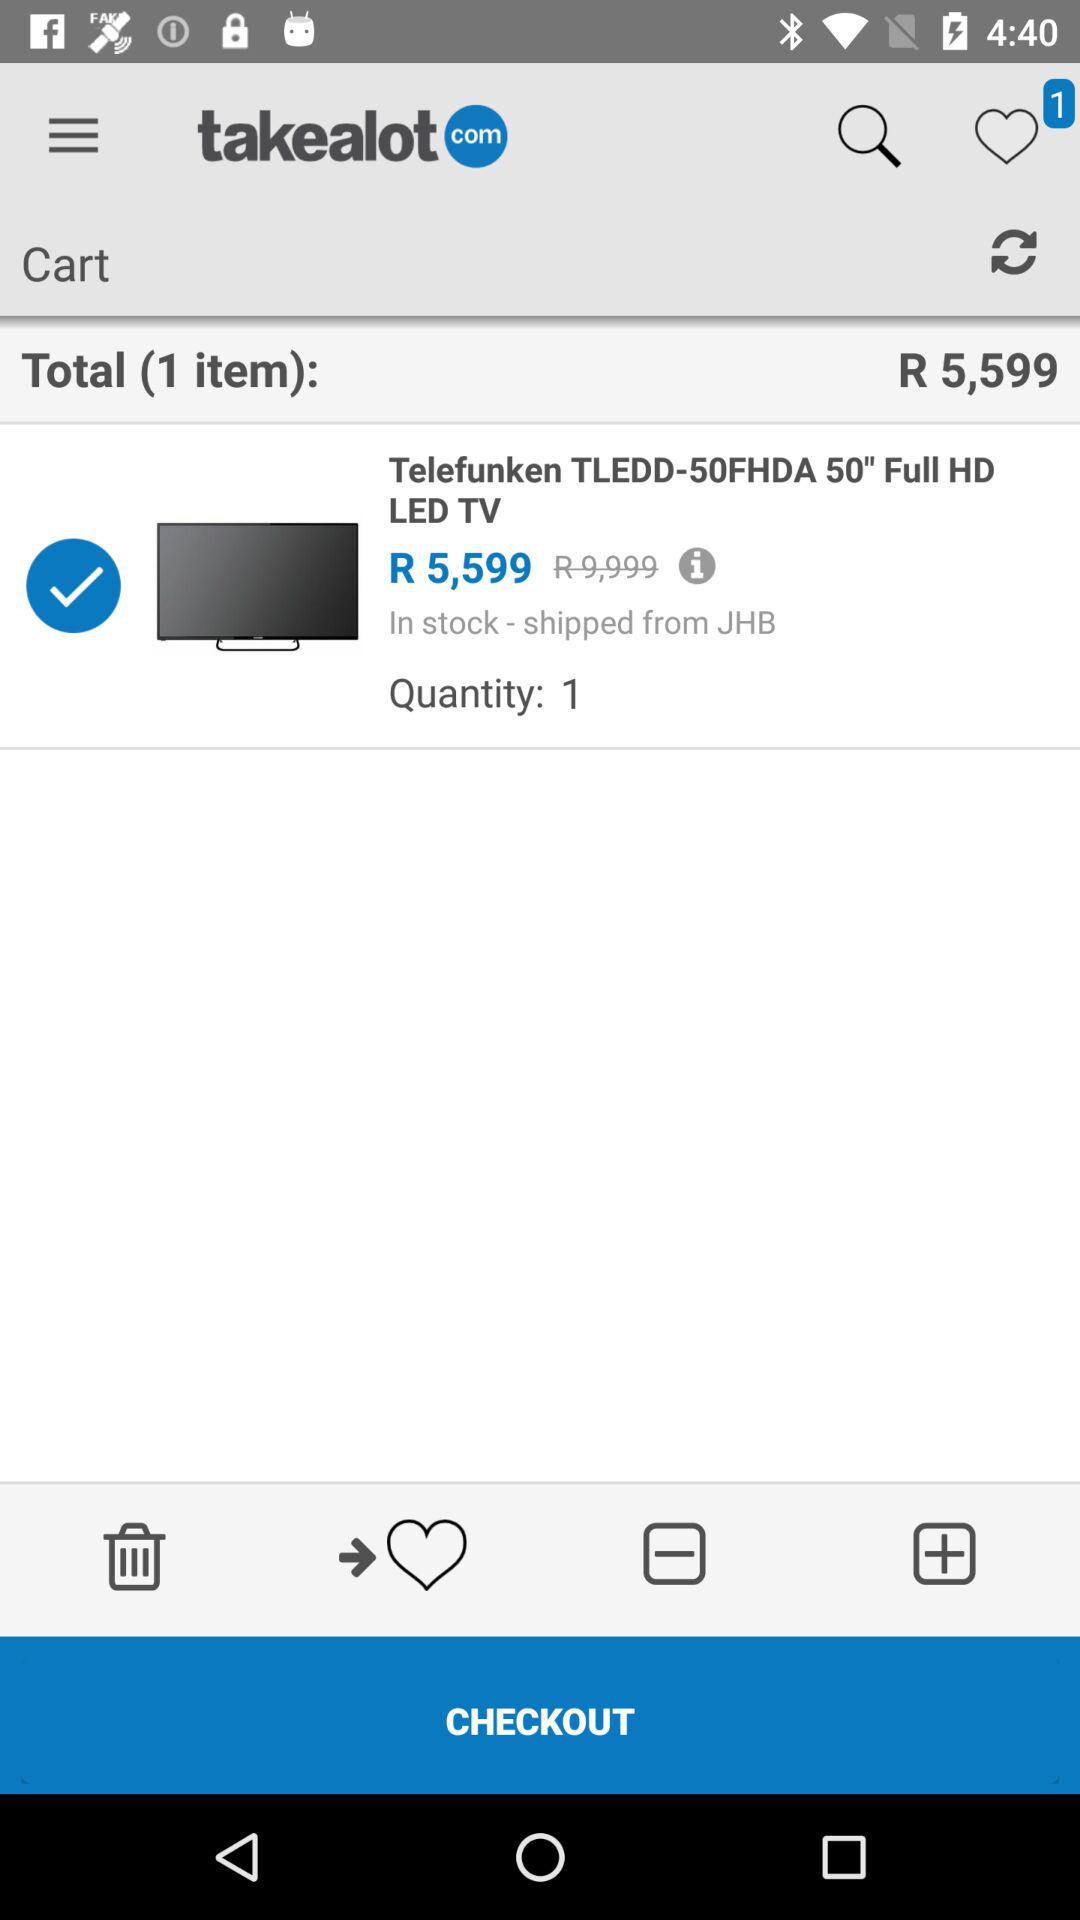 FAKE
4:40
takealot com
1
Cart
Total (1 item): R 5,599
Telefunken TLEDD-50FHDA 50" Full HD
LED TV
R 5,599 R 9,999
In stock - shipped from JHB
Quantity: 1
CHECKOUT